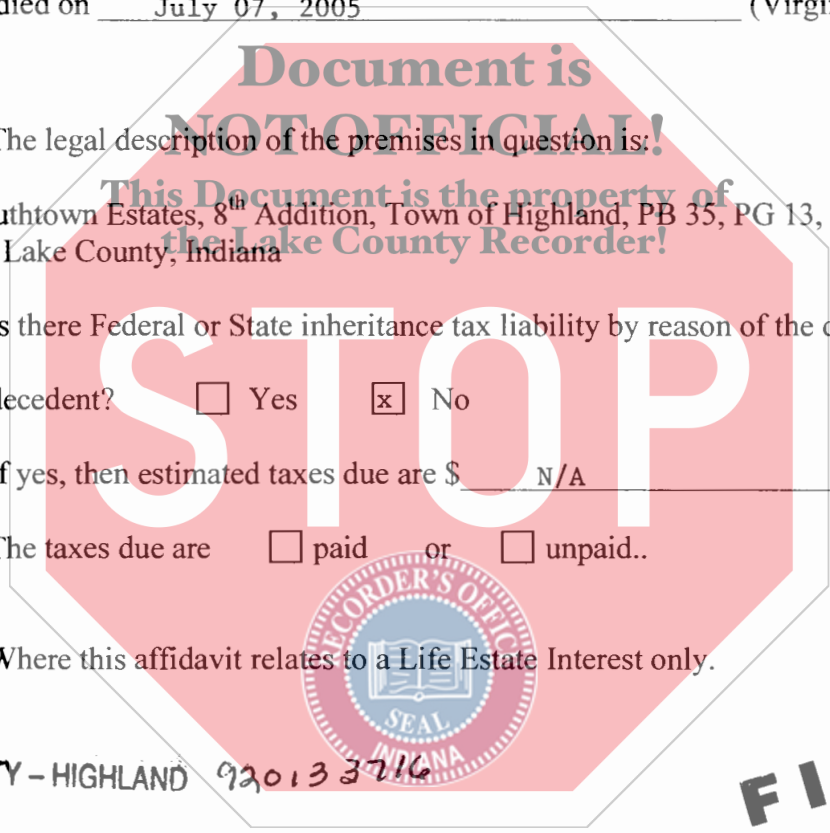 died on July 07, 2005 (Virgi
Document is
NOT OFFICIAL!
The legal description of the premises in question is:
This Document is the property of
uthtown Estates, 8th Addition, Town of Highland, PB 35, PG 13,
the Lake County Recorder!
Lake County, Indiana
s there Federal or State inheritance tax liability by reason of the
decedent? Yes x No
If yes, then estimated taxes due are $ N/A
STOP
The taxes due are paid or unpaid..
RECORDER'S OFFIC
Where this affidavit relates to a Life Estate Interest only.
SEAL
INDIANA
Y – HIGHLAND 920133716
FI